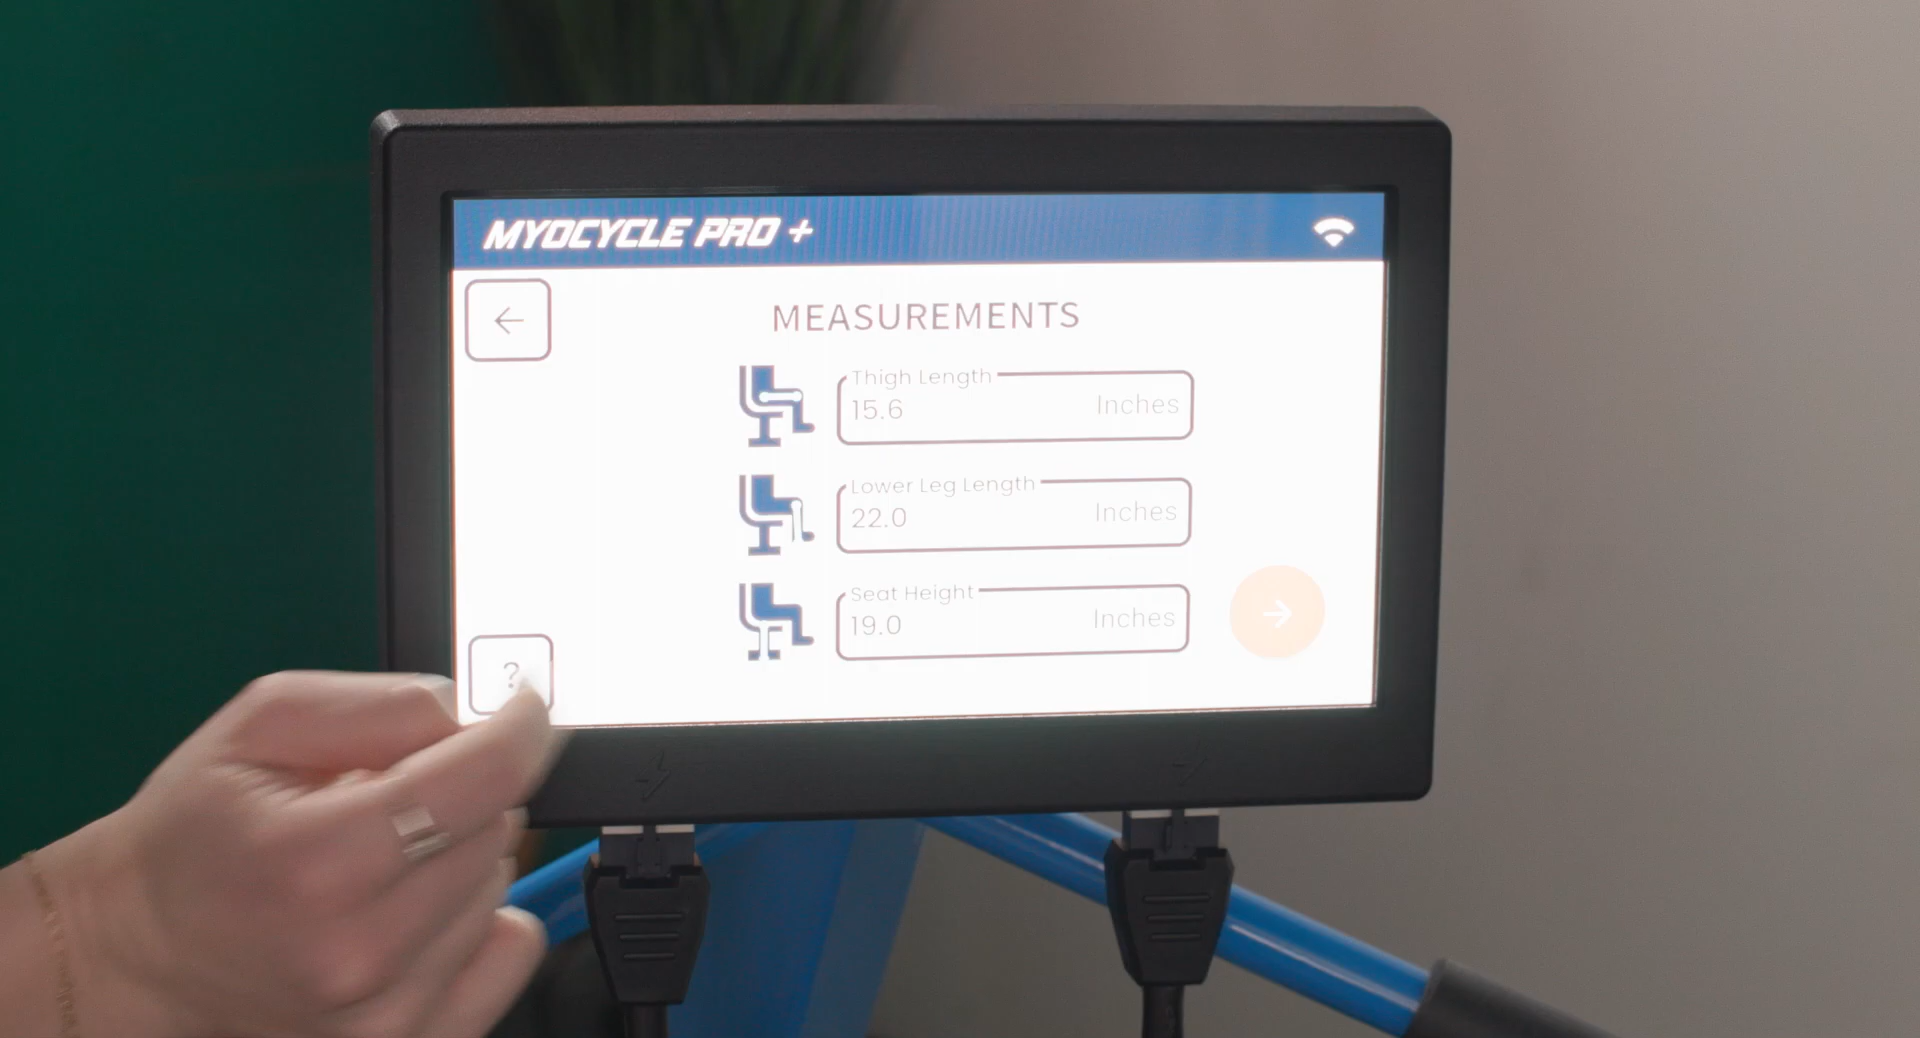 MYOCYCLE PRO +
MEASUREMENTS
Thigh Length
15.6 Inches
Lower Leg Length
22.0 Inches
Seat Height
19.0 Inches
?